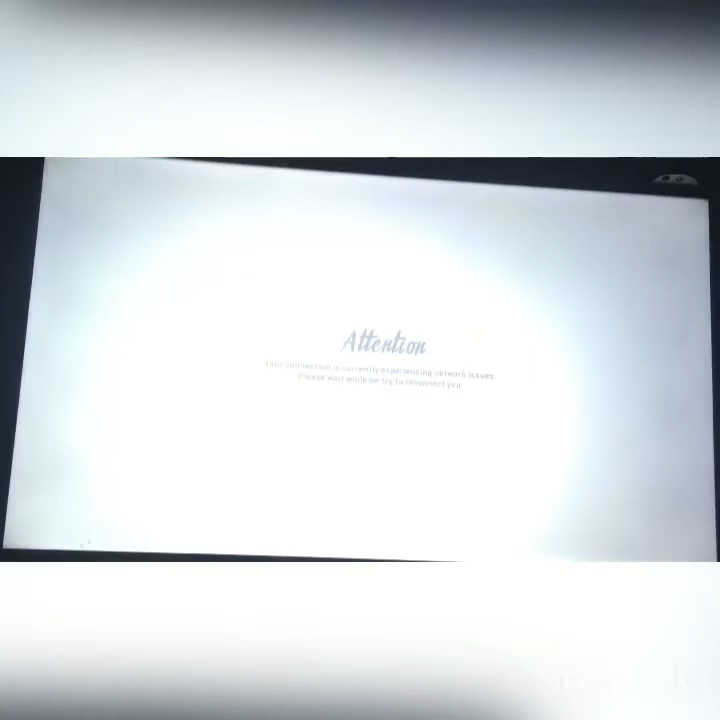 Attention
Your connection is currently experiencing network issues.
Please wait while we try to reconnect you.